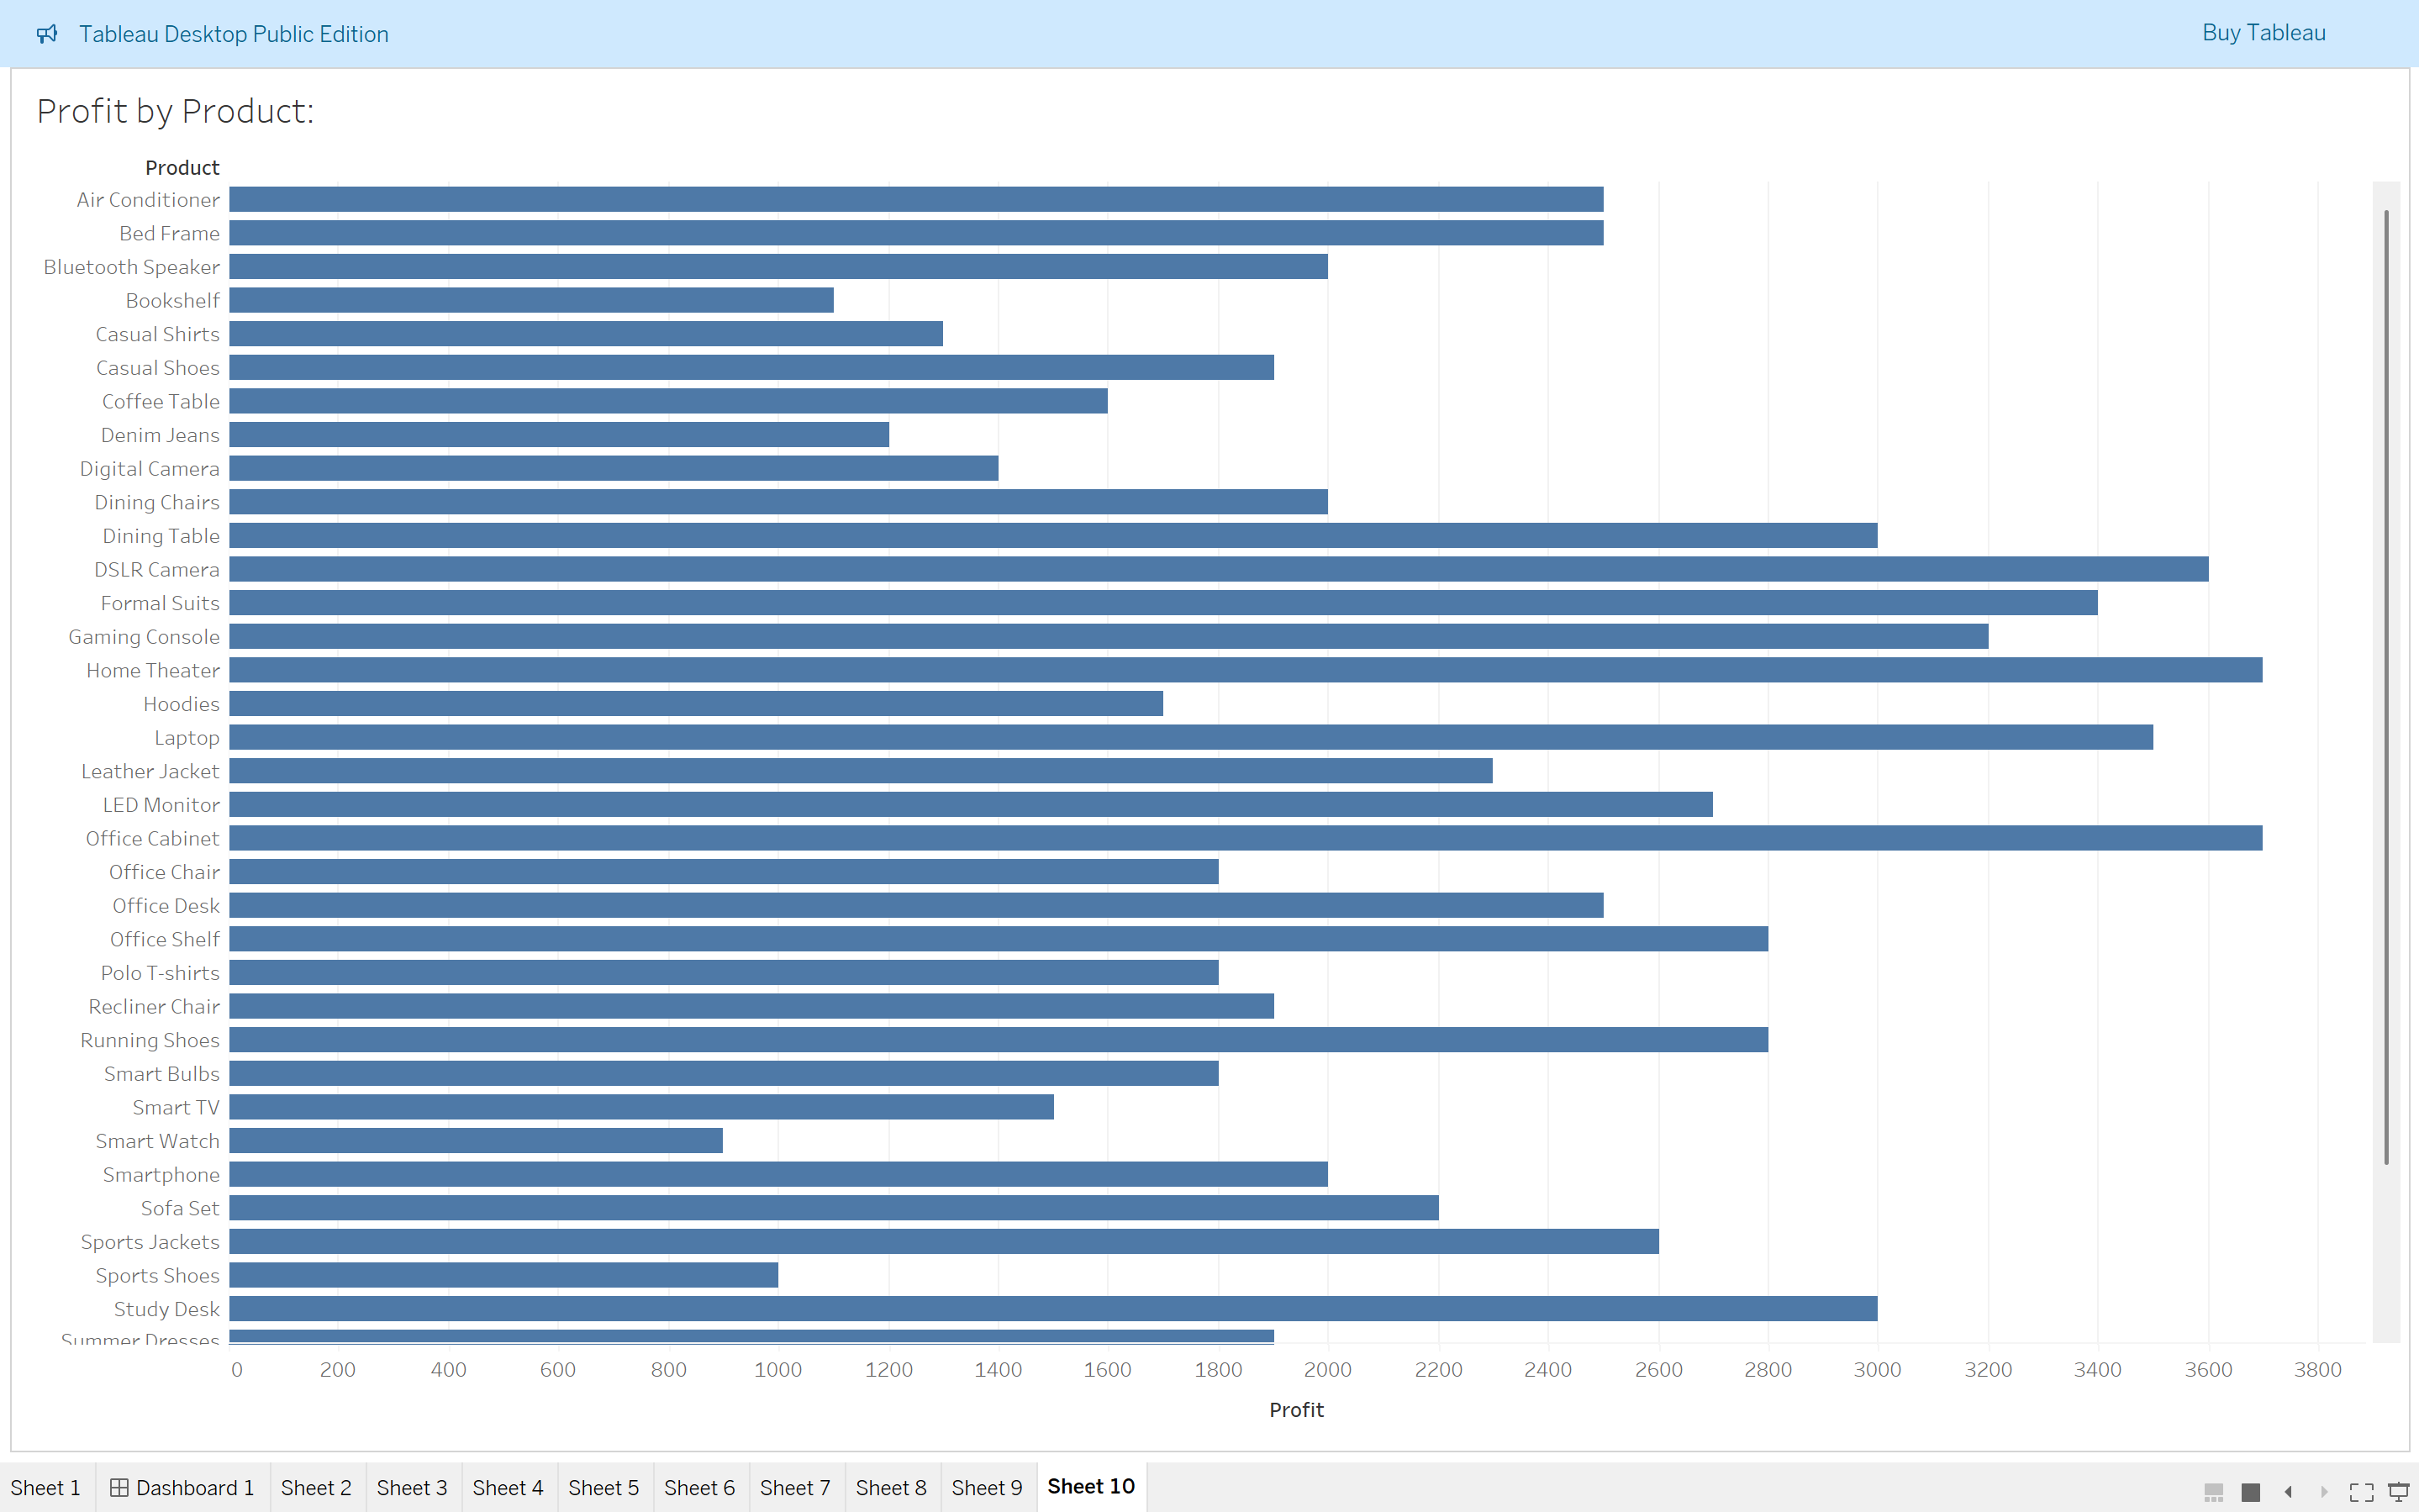 Tableau Desktop Public Edition
Buy Tableau
Profit by Product:
Product
Air Conditioner
Bed Frame
Bluetooth Speaker
Bookshelf
Casual Shirts
Casual Shoes
Coffee Table
Denim Jeans
Digital Camera
Dining Chairs
Dining Table
DSLR Camera
Formal Suits
Gaming Console
Home Theater
Hoodies
Laptop
Leather Jacket
LED Monitor
Office Cabinet
Office Chair
Office Desk
Office Shelf
Polo T-shirts
Recliner Chair
Running Shoes
Smart Bulbs
Smart TV
Smart Watch
Smartphone
Sofa Set
Sports Jackets
Sports Shoes
Study Desk
Summer Dresses
0 200 400 600 800 1000 1200 1400 1600 1800 2000 2200 2400 2600 2800 3000 3200 3400 3600 3800
Profit
Sheet 1 Dashboard 1 Sheet 2 Sheet 3 Sheet 4 Sheet 5 Sheet 6 Sheet 7 Sheet 8 Sheet 9 Sheet 10